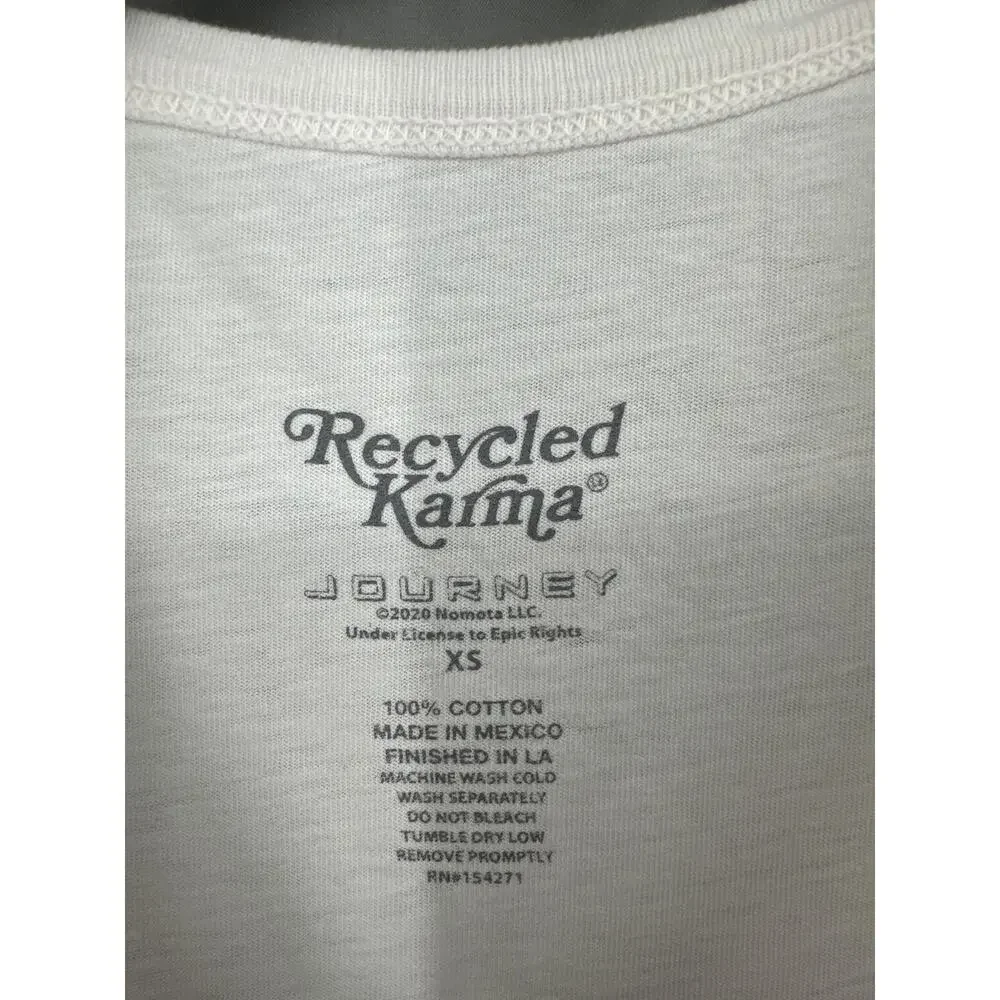 Recycled
Karma®
JOURNEY
©2020 Nomota LLC.
Under License to Epic Rights
XS
100% COTTON
MADE IN MEXICO
FINISHED IN LA
MACHINE WASH COLD
WASH SEPARATELY
DO NOT BLEACH
TUMBLE DRY LOW
REMOVE PROMPTLY
RN#154271